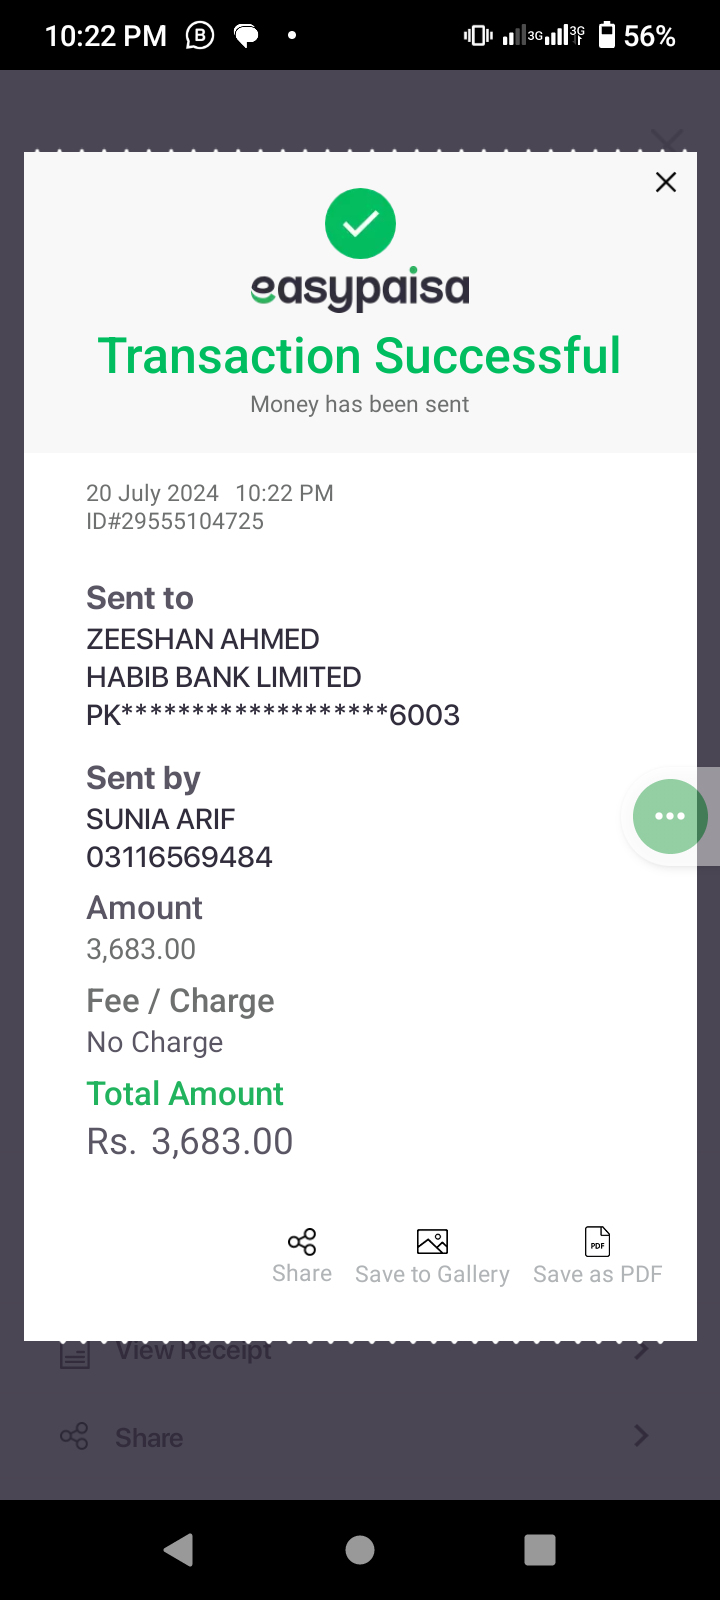 10:22 PM
3G 3G 56%
easypaisa
Transaction Successful
Money has been sent
20 July 2024 10:22 PM
ID#29555104725
Sent to
ZEESHAN AHMED
HABIB BANK LIMITED
PK*******************6003
Sent by
SUNIA ARIF
03116569484
Amount
3,683.00
Fee / Charge
No Charge
Total Amount
Rs. 3,683.00
Share
Save to Gallery
PDF
Save as PDF
View Receipt
Share